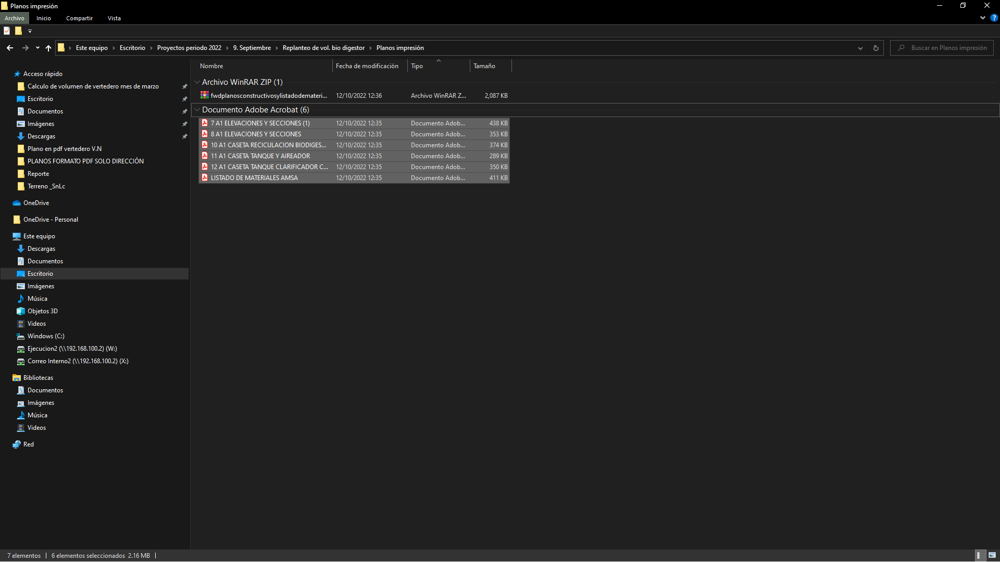 Planos impresión
Archivo Inicio Compartir Vista
Este equipo Escritorio Proyectos periodo 2022 9. Septiembre Replanteo de vol. bio digestor Planos impresión
Buscar en Planos impresión
Nombre Fecha de modificación Tipo Tamaño
Archivo WinRAR ZIP (1)
fwdplanosconstructivosylistadodemateri... 12/10/2022 12:36 Archivo WinRAR Z... 2,087 KB
Documento Adobe Acrobat (6)
7 A1 ELEVACIONES Y SECCIONES (1) 12/10/2022 12:35 Documento Adob... 438 KB
8 A1 ELEVACIONES Y SECCIONES 12/10/2022 12:35 Documento Adob... 353 KB
10 A1 CASETA RECICULACION BIODIGES... 12/10/2022 12:35 Documento Adob... 374 KB
11 A1 CASETA TANQUE Y AIREADOR 12/10/2022 12:35 Documento Adob... 289 KB
12 A1 CASETA TANQUE CLARIFICADOR C... 12/10/2022 12:35 Documento Adob... 350 KB
LISTADO DE MATERIALES AMSA 12/10/2022 12:35 Documento Adob... 411 KB
Acceso rápido
Calculo de volumen de vertedero mes de marzo
Escritorio
Documentos
Imágenes
Descargas
Plano en pdf vertedero V.N
PLANOS FORMATO PDF SOLO DIRECCIÓN
Reporte
Terreno _SnLc
OneDrive
OneDrive - Personal
Este equipo
Descargas
Documentos
Escritorio
Imágenes
Música
Objetos 3D
Videos
Windows (C:)
Ejecucion2 (\\192.168.100.2) (W:)
Correo Interno2 (\\192.168.100.2) (X:)
Bibliotecas
Documentos
Imágenes
Música
Videos
Red
7 elementos 6 elementos seleccionados 2.16 MB